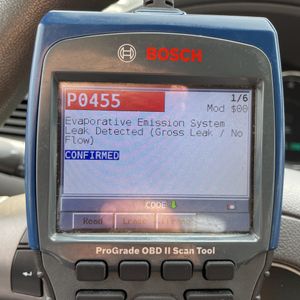 BOSCH
P0455
1/6
Mod $00
Evaporative Emission System
Leak Detected (Gross Leak / No
Flow)
CONFIRMED
CODE
Read
Erase
ProGrade OBD II Scan Tool